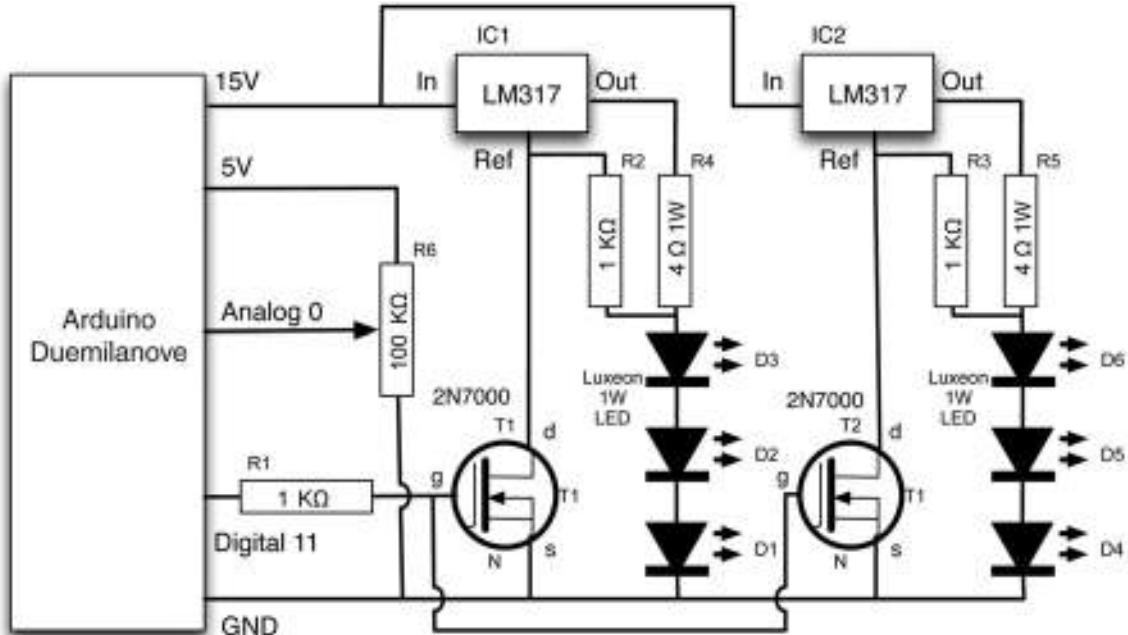 IC1
IC2
15V
In
LM317
Out
In
LM317
Out
5V
Ref
R2
R4
Ref
R3
R5
R6
1 KΩ
4 Ω 1W
1 KΩ
4 Ω 1W
Analog 0
100 KΩ
Arduino
Duemilanove
D3
Luxeon
1W
LED
D6
Luxeon
1W
LED
2N7000
T1
d
2N7000
T2
d
D2
D5
R1
g
g
1 KΩ
T1
T1
Digital 11
N
s
D1
N
s
D4
GND